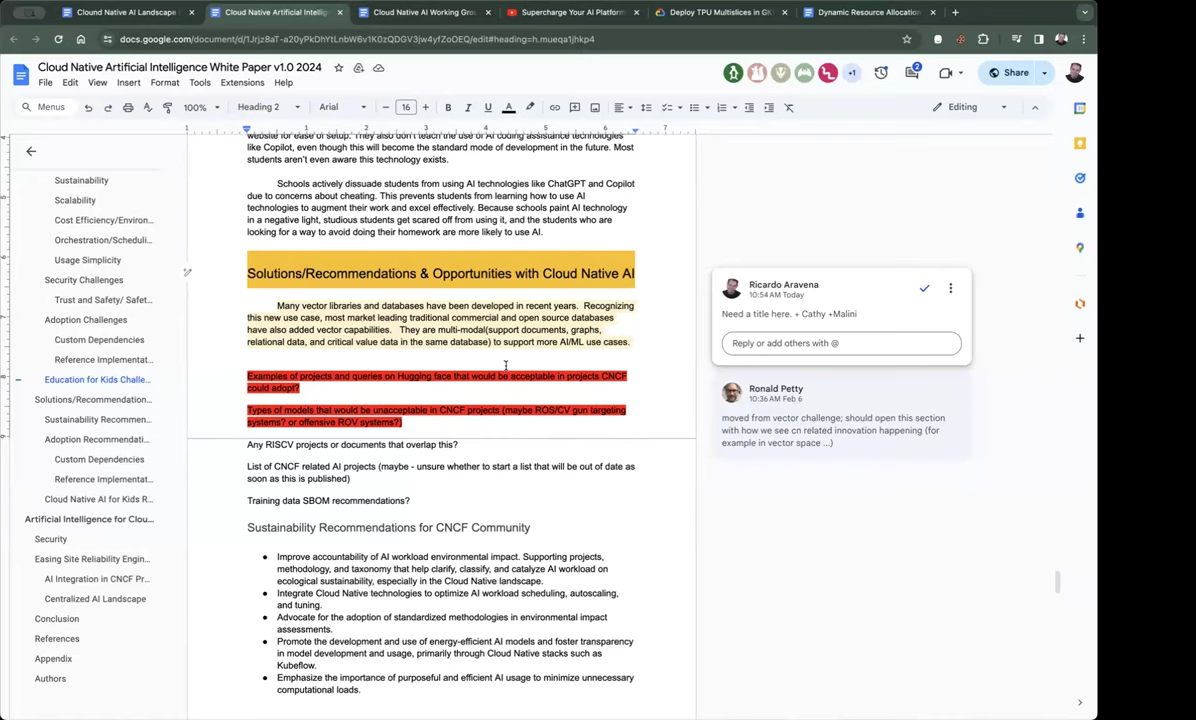 Cloud Native AI Landscape
Cloud Native Artificial Intellig
Cloud Native AI Working Gro
Supercharge Your AI Platform
Deploy TPU Multislices in GK
Dynamic Resource Allocation
docs.google.com/document/d/1Jrjz8aT-a20yPkDhYtLnbW6v1K0zQDGV3jw4yfZoOEQ/edit#heading=h.mueqa1jhkp4
Cloud Native Artificial Intelligence White Paper v1.0 2024
File Edit View Insert Format Tools Extensions Help
2
+1
Share
Menus
100%
Heading 2
Arial
16
B I U A
Editing
1 1 2 3 4 5 6 7
Sustainability
Scalability
Cost Efficiency/Environ...
Orchestration/Scheduli...
Usage Similarity
Security Challenges
Trust and Safety/ Safet...
Adoption Challenges
Custom Dependencies
Reference Implementat...
Education for Kids Challe...
Solutions/Recommendation...
Sustainability Recommen...
Adoption Recommendati...
Custom Dependencies
Reference Implementat...
Cloud Native AI for Kids R...
Artificial Intelligence for Clou...
Security
Easing Site Reliability Engin...
AI Integration in CNCF Pr...
Centralized AI Landscape
Conclusion
References
Appendix
Authors
website for ease of setup. They also don't teach the use of AI coding assistance technologies
like Copilot, even though this will become the standard mode of development in the future. Most
students aren't even aware this technology exists.
Schools actively dissuade students from using AI technologies like ChatGPT and Copilot
due to concerns about cheating. This prevents students from learning how to use AI
technologies to augment their work and excel effectively. Because schools paint AI technology
in a negative light, studious students get scared off from using it, and the students who are
looking for a way to avoid doing their homework are more likely to use AI.
Solutions/Recommendations & Opportunities with Cloud Native AI
Many vector libraries and databases have been developed in recent years. Recognizing
this new use case, most market leading traditional commercial and open source databases
have also added vector capabilities. They are multi-modal(support documents, graphs,
relational data, and critical value data in the same database) to support more AI/ML use cases.
Examples of projects and queries on Hugging face that would be acceptable in projects CNCF
could adopt?
Types of models that would be unacceptable in CNCF projects (maybe ROS/CV gun targeting
systems? or offensive ROV systems?)
Any RISCV projects or documents that overlap this?
List of CNCF related AI projects (maybe - unsure whether to start a list that will be out of date as
soon as this is published)
Training data SBOM recommendations?
Sustainability Recommendations for CNCF Community
● Improve accountability of AI workload environmental impact. Supporting projects,
methodology, and taxonomy that help clarify, classify, and catalyze AI workload on
ecological sustainability, especially in the Cloud Native landscape.
● Integrate Cloud Native technologies to optimize AI workload scheduling, autoscaling,
and tuning.
● Advocate for the adoption of standardized methodologies in environmental impact
assessments.
● Promote the development and use of energy-efficient AI models and foster transparency
in model development and usage, primarily through Cloud Native stacks such as
Kubeflow.
● Emphasize the importance of purposeful and efficient AI usage to minimize unnecessary
computational loads.
Ricardo Aravena
10:54 AM Today
Need a title here. + Cathy +Malini
Reply or add others with @
Ronald Petty
10:36 AM Feb 6
moved from vector challenge; should open this section
with how we see cn related innovation happening (for
example in vector space ...)